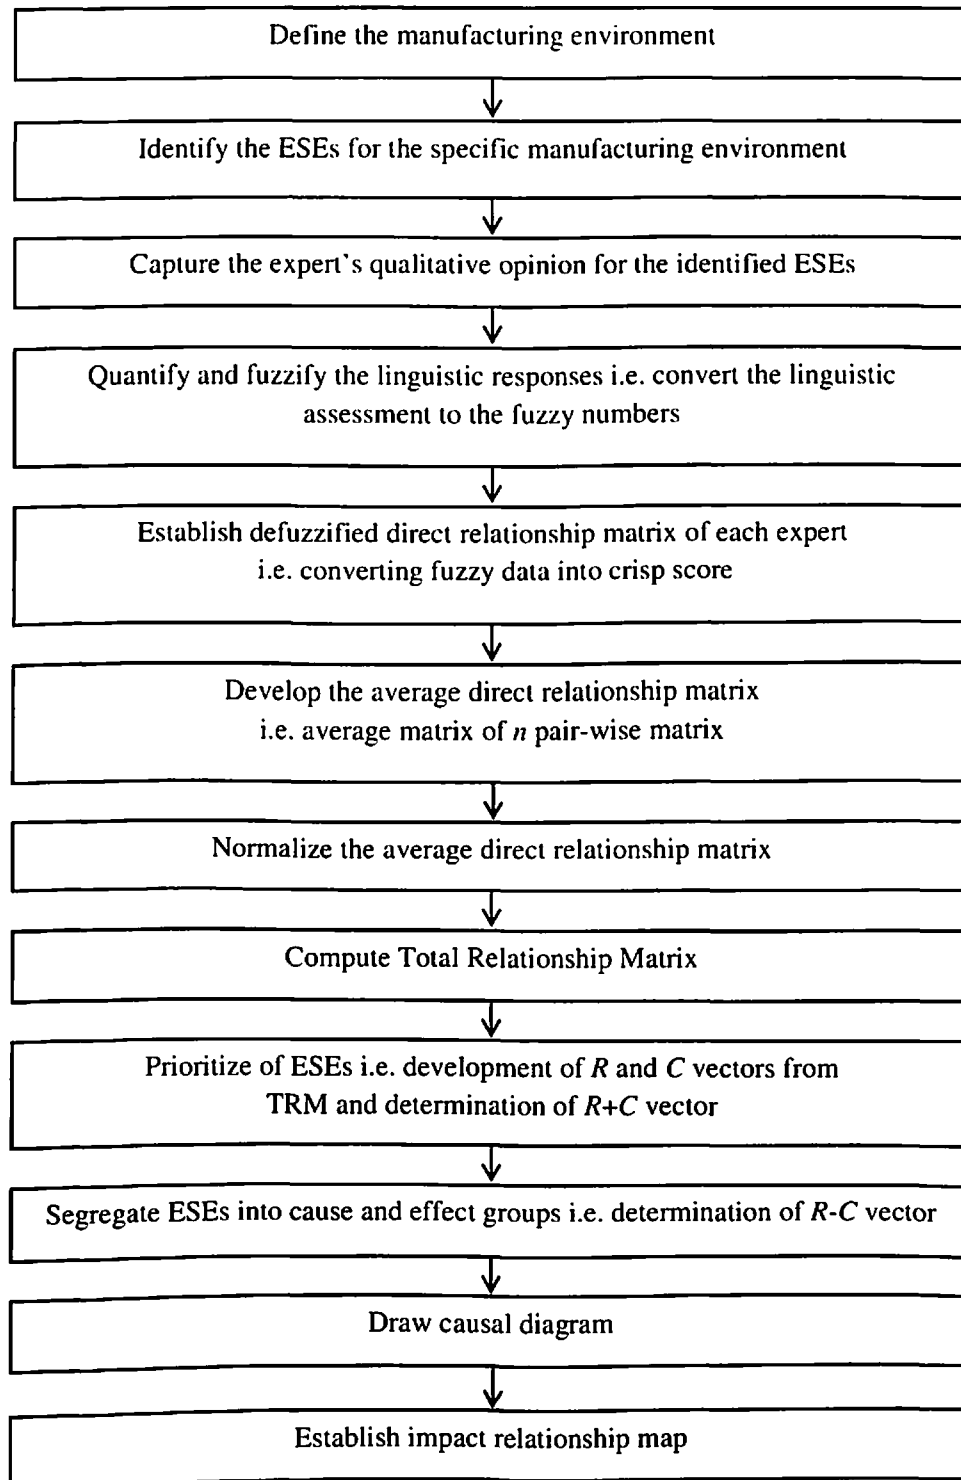 Define the manufacturing environment
Identify the ESEs for the specific manufacturing environment
Capture the expert's qualitative opinion for the identified ESEs
Quantify and fuzzify the linguistic responses i.e. convert the linguistic
assessment to the fuzzy numbers
Establish defuzzified direct relationship matrix of each expert
i.e. converting fuzzy data into crisp score
Develop the average direct relationship matrix
i.e. average matrix of n pair-wise matrix
Normalize the average direct relationship matrix
Compute Total Relationship Matrix
Prioritize of ESEs i.e. development of R and C vectors from
TRM and determination of R+C vector
Segregate ESEs into cause and effect groups i.e. determination of R-C vector
Draw causal diagram
Establish impact relationship map